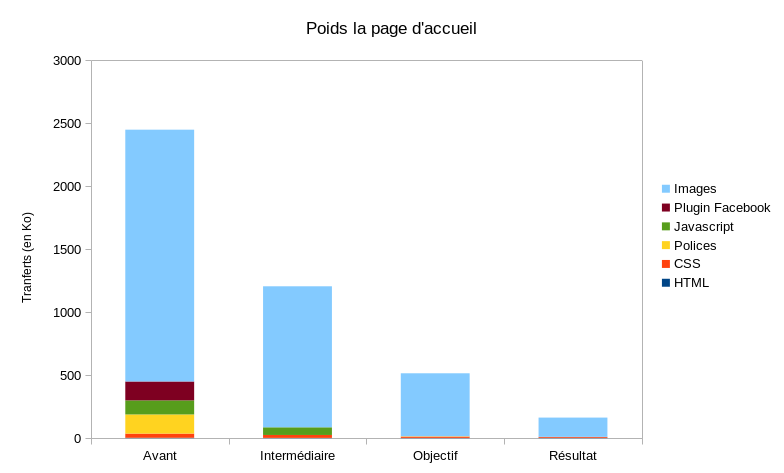 Poids la page d'accueil
Tranferts (en Ko)
3000
2500
2000
1500
1000
500
0
Avant
Intermédiaire
Objectif
Résultat
Images
Plugin Facebook
Javascript
Polices
CSS
HTML